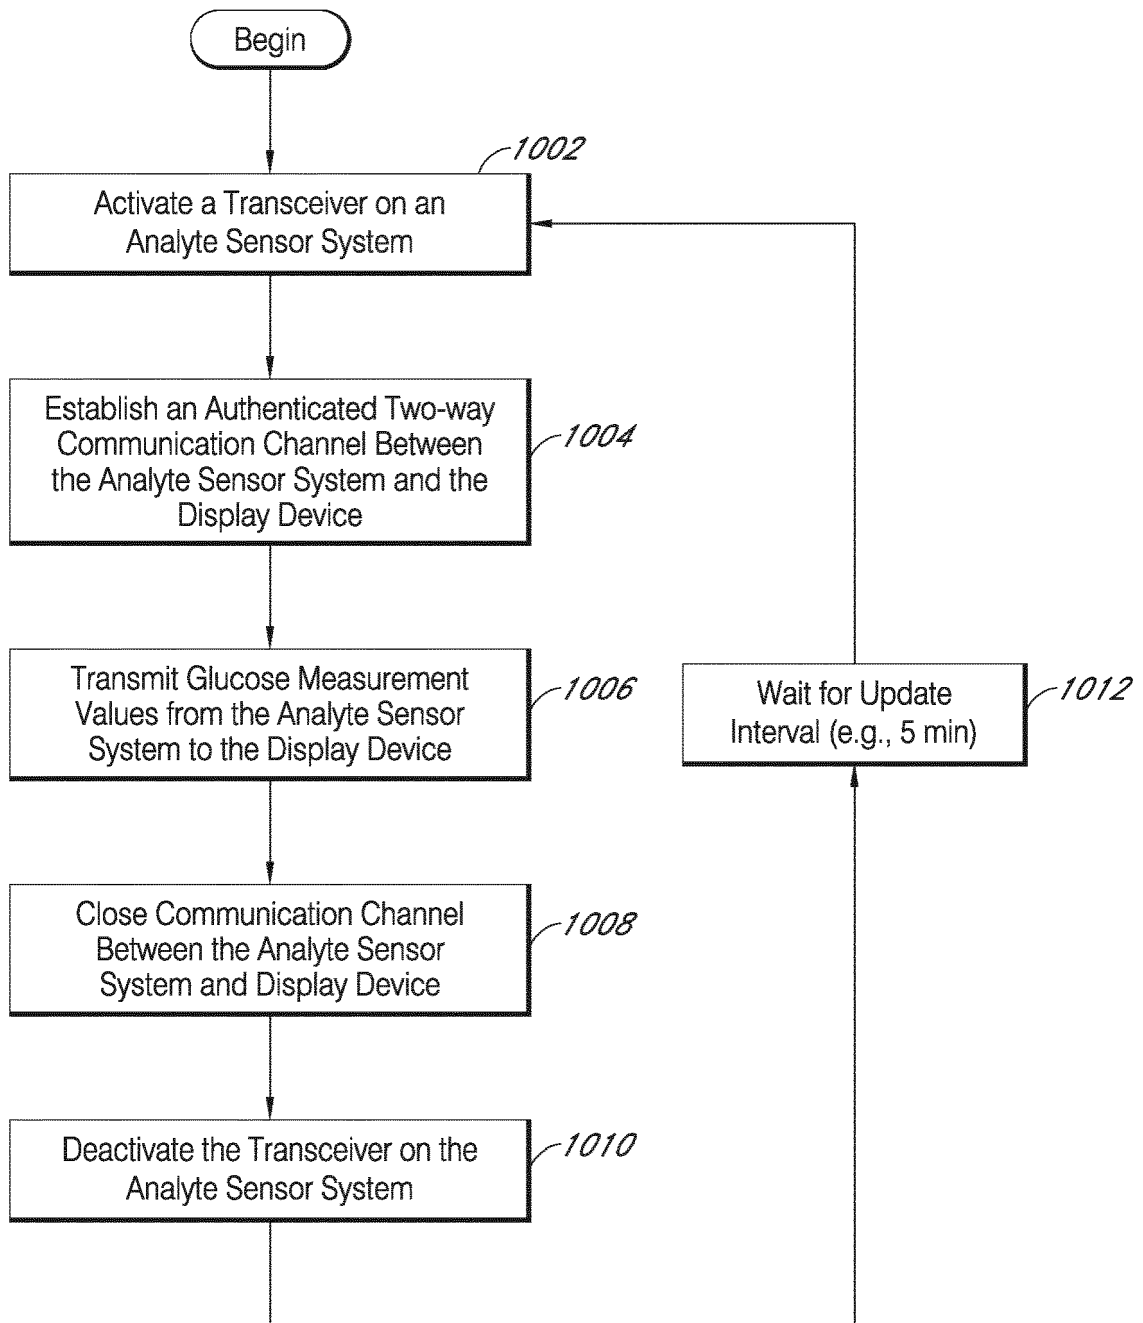 Begin
1002
Activate a Transceiver on an
Analyte Sensor System
Establish an Authenticated Two-way
Communication Channel Between
the Analyte Sensor System and the
Display Device
1004
Transmit Glucose Measurement
Values from the Analyte Sensor
System to the Display Device
1006
Wait for Update
Interval (e.g., 5 min)
1012
Close Communication Channel
Between the Analyte Sensor
System and Display Device
1008
Deactivate the Transceiver on the
Analyte Sensor System
1010